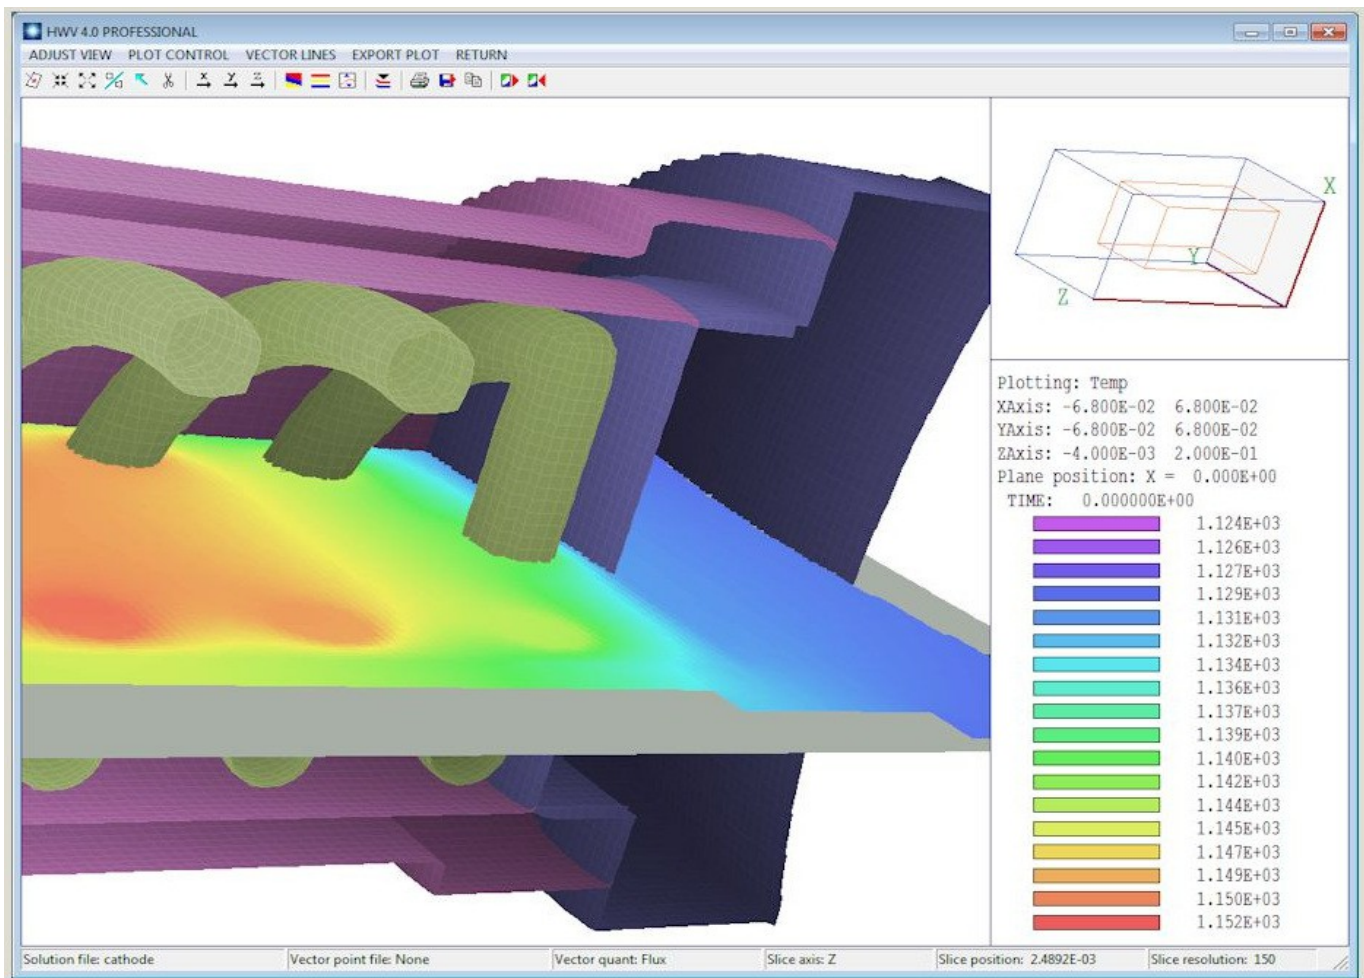 HWV 4.0 PROFESSIONAL
ADJUST VIEW PLOT CONTROL VECTOR LINES EXPORT PLOT RETURN
X Y Z
X
Y
Z
Plotting: Temp
XAxis: -6.800E-02 6.800E-02
YAxis: -6.800E-02 6.800E-02
ZAxis: -4.000E-03 2.000E-01
Plane position: X = 0.000E+00
TIME: 0.000000E+00
1.124E+03
1.126E+03
1.127E+03
1.129E+03
1.131E+03
1.132E+03
1.134E+03
1.136E+03
1.137E+03
1.139E+03
1.140E+03
1.142E+03
1.144E+03
1.145E+03
1.147E+03
1.149E+03
1.150E+03
1.152E+03
Solution file: cathode Vector point file: None Vector quant: Flux Slice axis: Z Slice position: 2.4892E-03 Slice resolution: 150